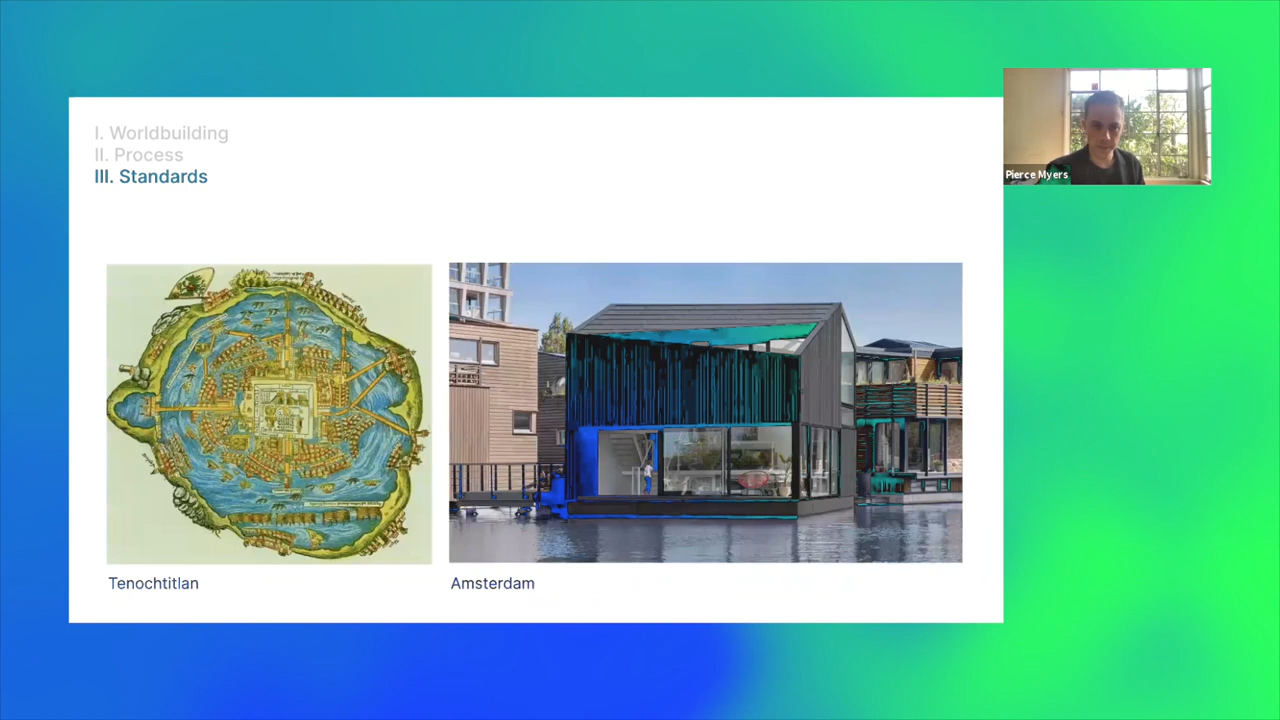 I. Worldbuilding
II. Process
III. Standards
Pierce Myers
Tenochtitlan
Amsterdam